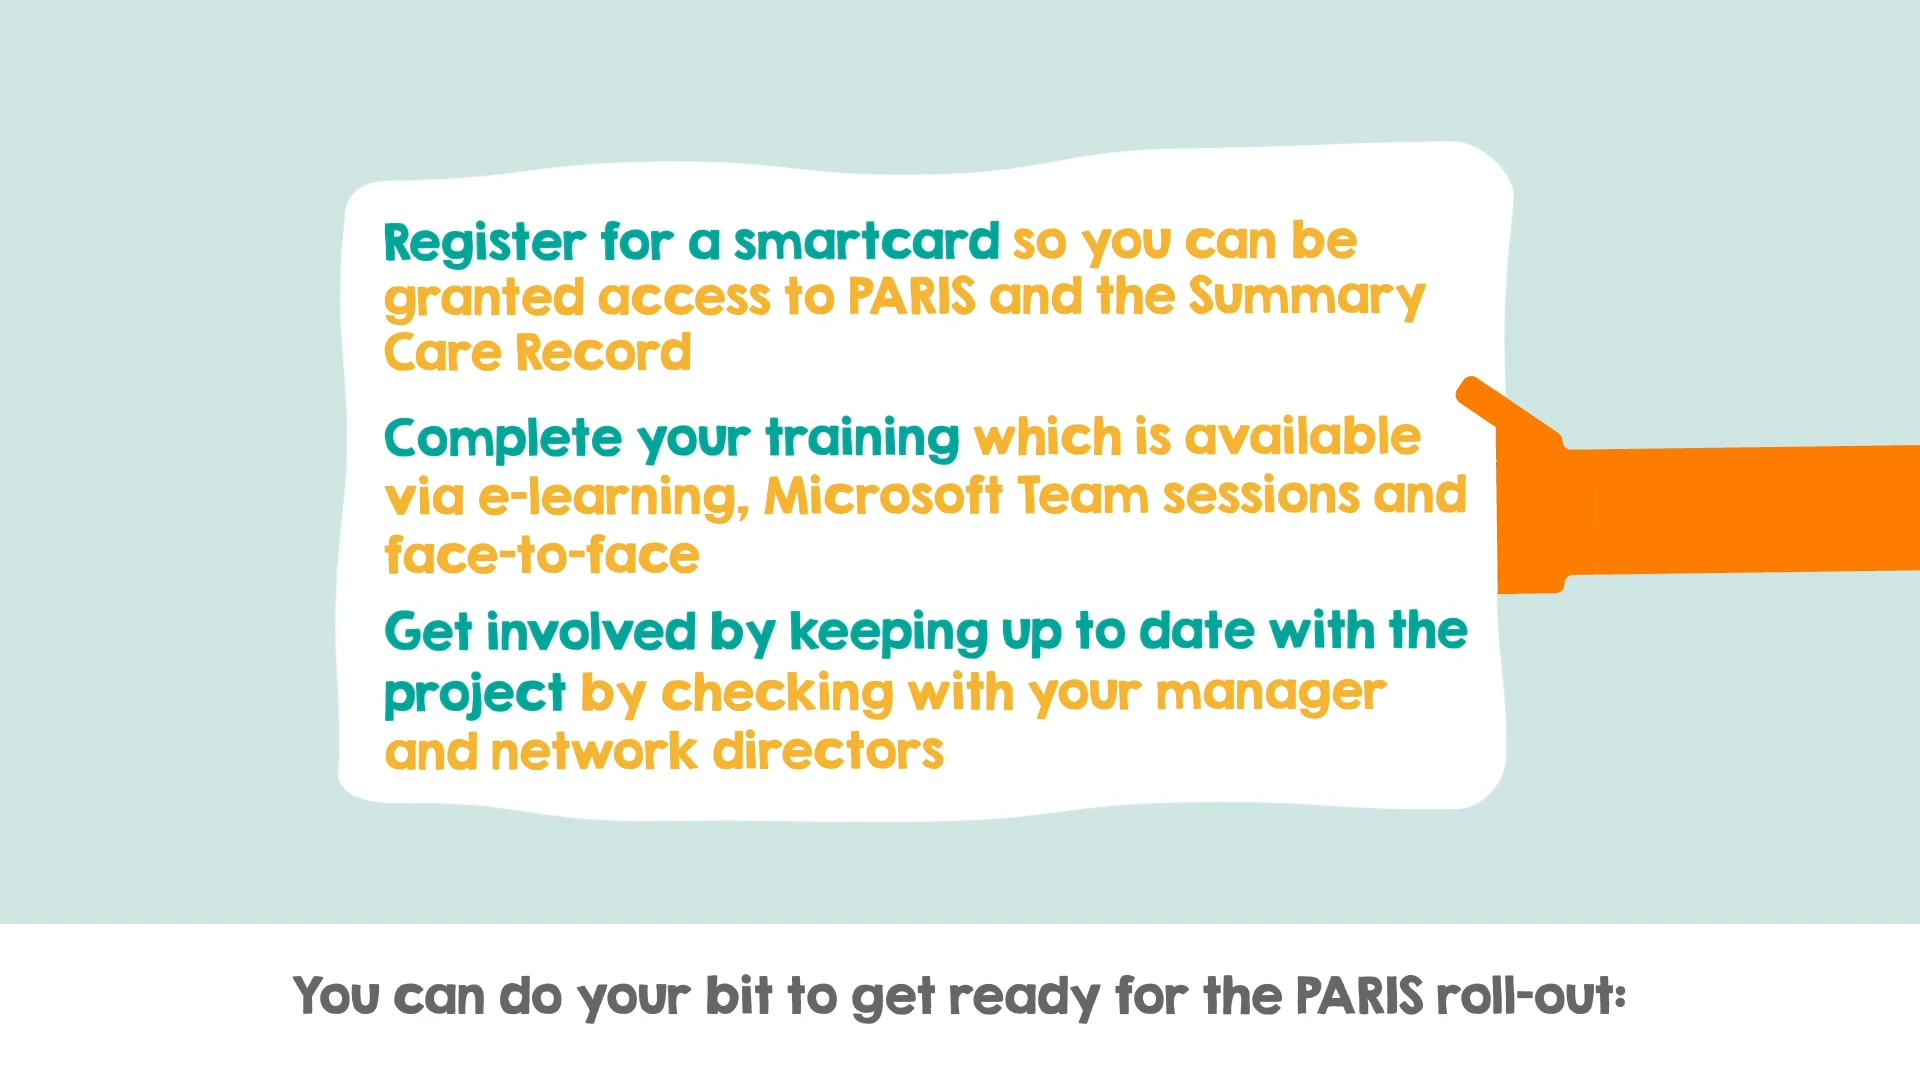 Register for a smartcard so you can be
granted access to PARIS and the Summary
Care Record
Complete your training which is available
via e-learning, Microsoft Team sessions and
face-to-face
Get involved by keeping up to date with the
project by checking with your manager
and network directors
You can do your bit to get ready for the PARIS roll-out: